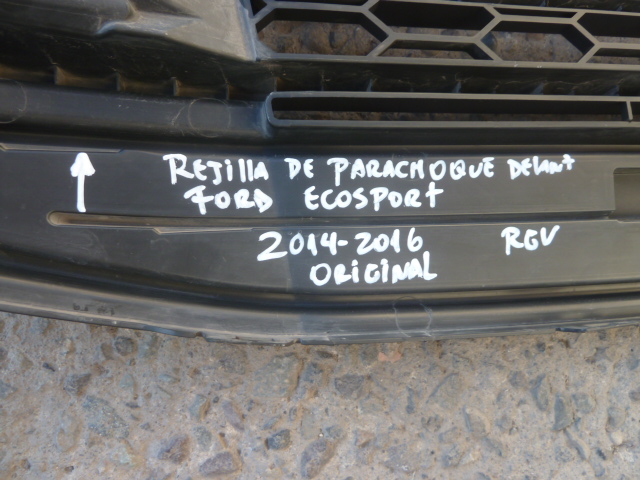 REJILLA DE PARACHOQUE DELANT
FORD ECOSPORT
2014-2016 RGV
ORIGINAL